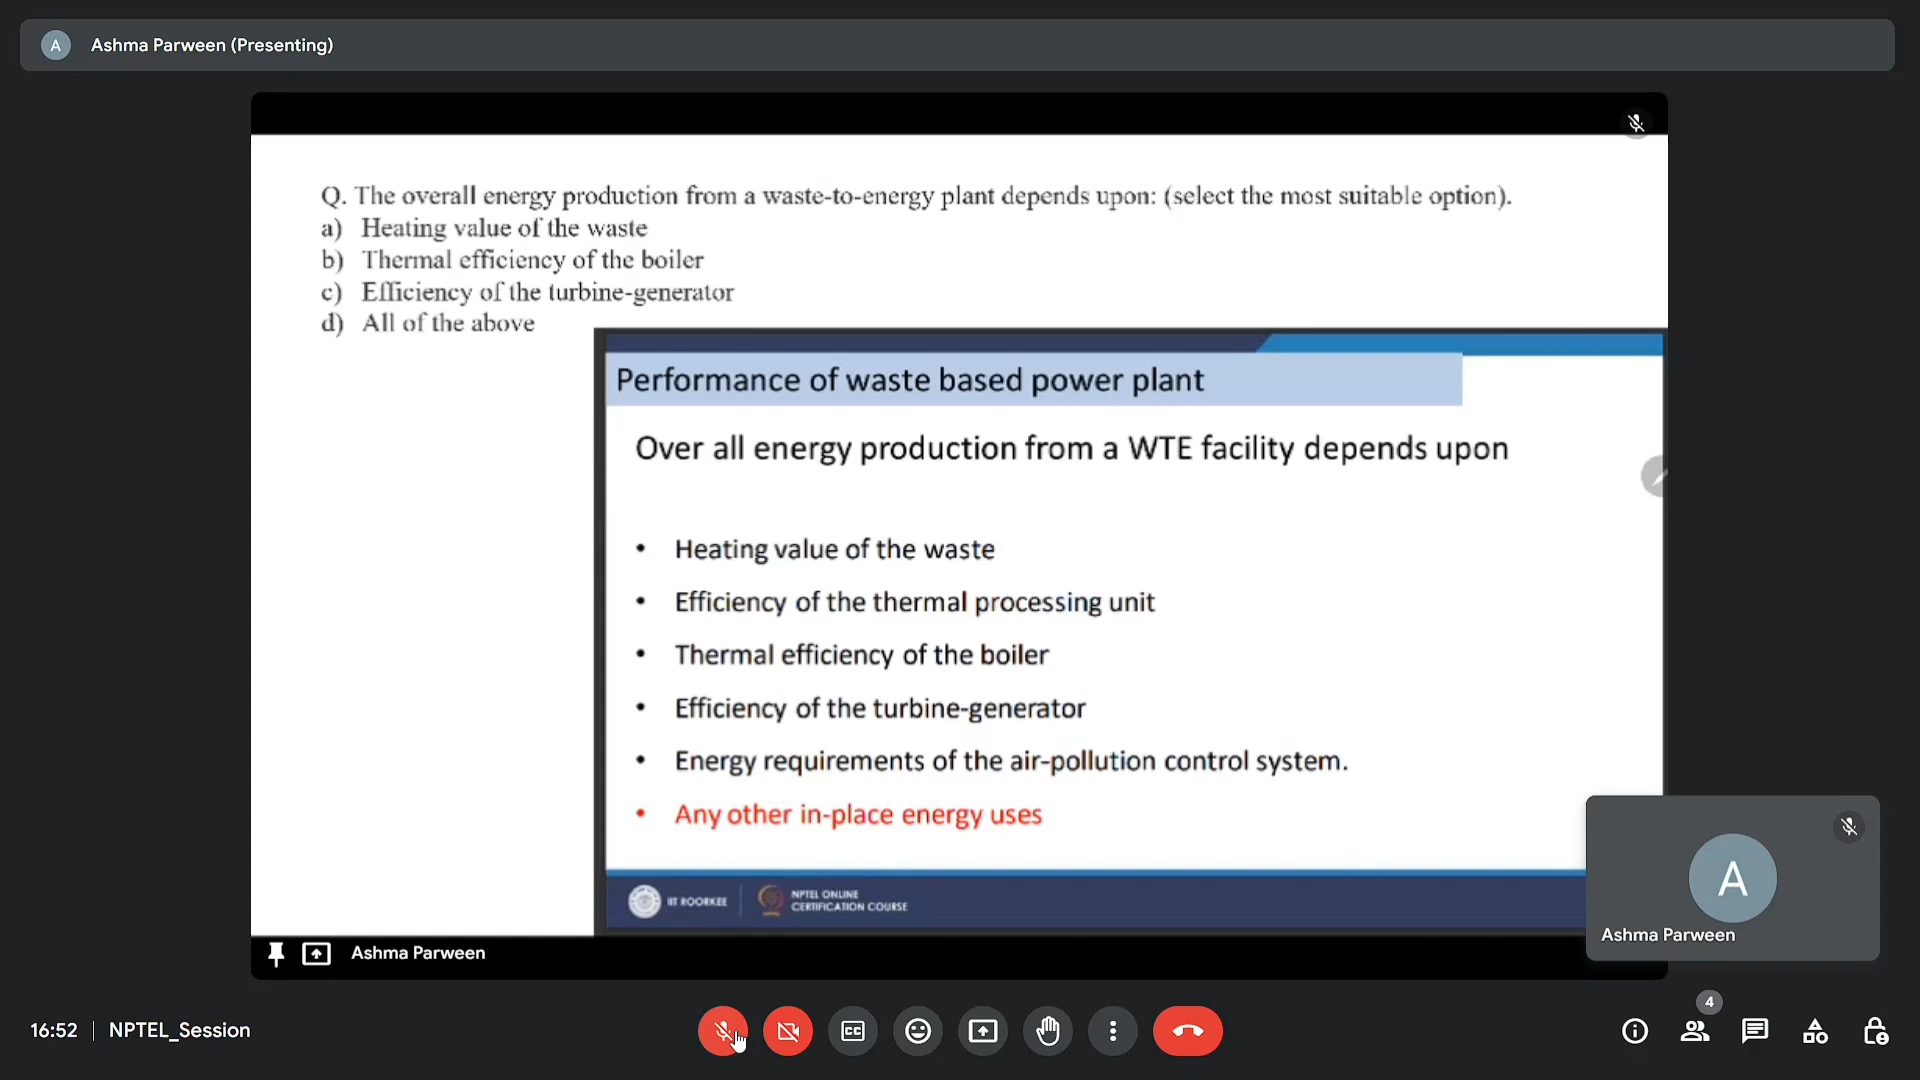 A Ashma Parween (Presenting)
Q. The overall energy production from a waste-to-energy plant depends upon: (select the most suitable option).
a) Heating value of the waste
b) Thermal efficiency of the boiler
c) Efficiency of the turbine-generator
d) All of the above
Performance of waste based power plant
Over all energy production from a WTE facility depends upon
• Heating value of the waste
• Efficiency of the thermal processing unit
• Thermal efficiency of the boiler
• Efficiency of the turbine-generator
• Energy requirements of the air-pollution control system.
• Any other in-place energy uses
IIT ROORKEE
NPTEL ONLINE
CERTIFICATION COURSE
A
Ashma Parween
Ashma Parween
16:52 | NPTEL_Session
CC
4